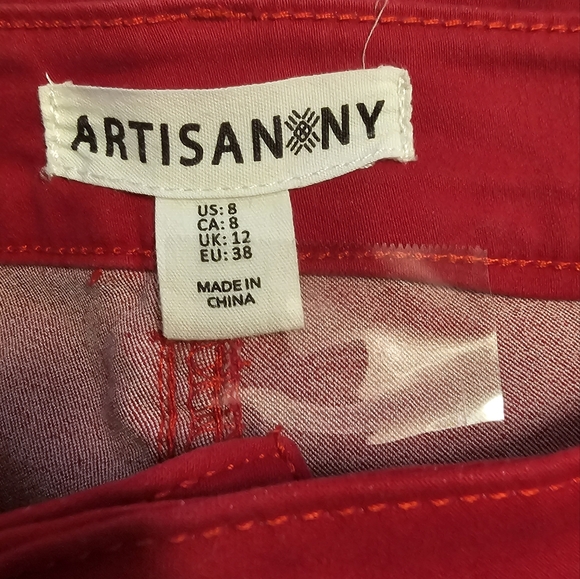 ARTISAN NY
US: 8
CA: 8
UK: 12
EU: 38
MADE IN
CHINA